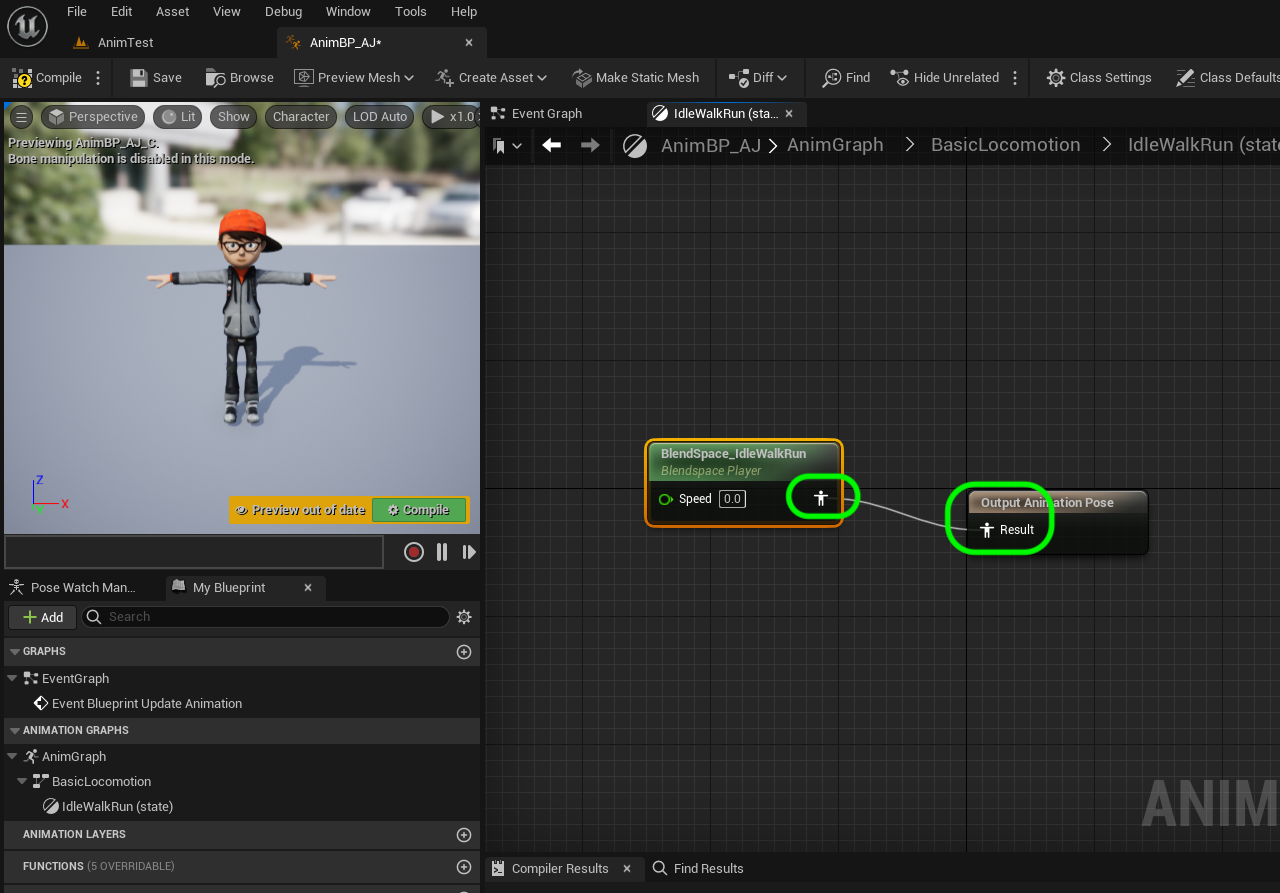 File Edit Asset View Debug Window Tools Help
AnimTest AnimBP_AJ*
Compile Save Browse Preview Mesh Create Asset Make Static Mesh Diff Find Hide Unrelated Class Settings Class Defaults
Perspective Lit Show Character LOD Auto x1.0
Previewing AnimBP_AJ_C.
Bone manipulation is disabled in this mode.
Z
X
Y
Preview out of date Compile
Event Graph IdleWalkRun (sta...
AnimBP_AJ > AnimGraph > BasicLocomotion > IdleWalkRun (state
BlendSpace_IdleWalkRun
Blendspace Player
Speed 0.0
Output Animation Pose
Result
ANIM
Pose Watch Man... My Blueprint
Add Search
GRAPHS
EventGraph
Event Blueprint Update Animation
ANIMATION GRAPHS
AnimGraph
BasicLocomotion
IdleWalkRun (state)
ANIMATION LAYERS
FUNCTIONS (5 OVERRIDABLE)
Compiler Results Find Results